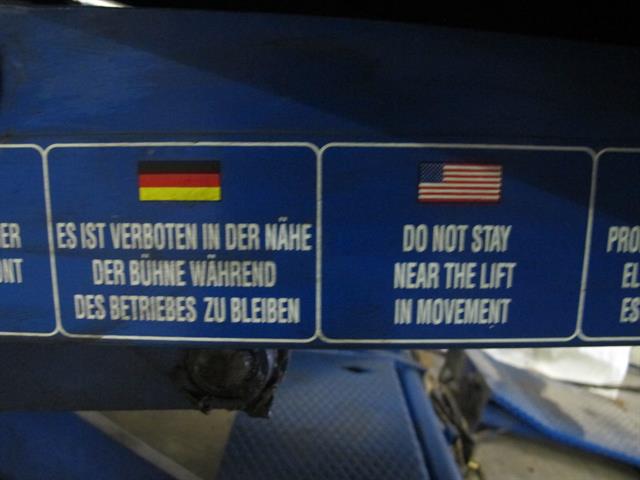 ES IST VERBOTEN IN DER NÄHE
DER BÜHNE WÄHREND
DES BETRIEBES ZU BLEIBEN
DO NOT STAY
NEAR THE LIFT
IN MOVEMENT